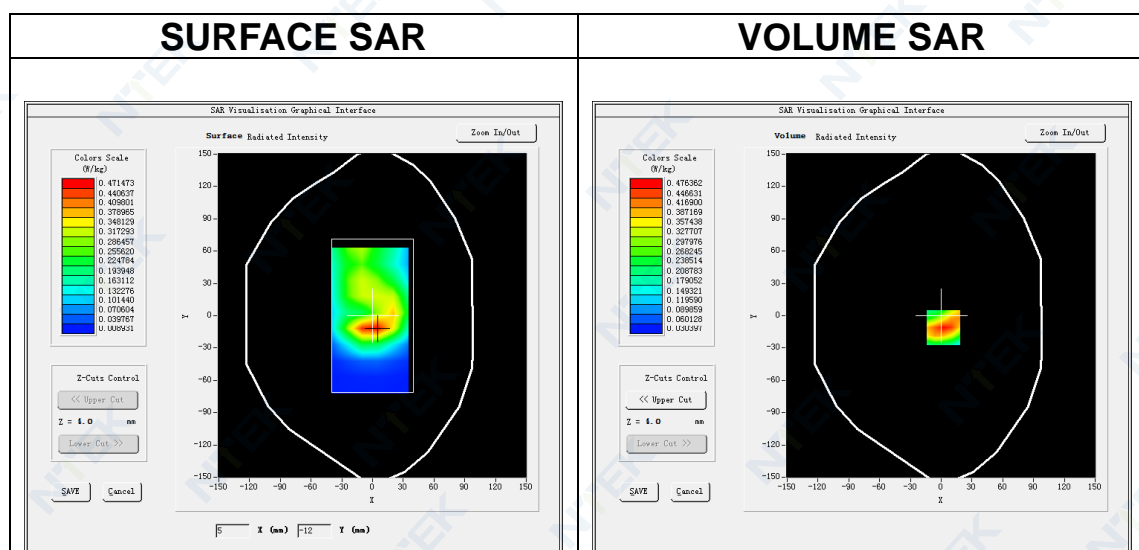 SURFACE SAR
VOLUME SAR
SAR Visualisation Graphical Interface
Surface Radiated Intensity
Zoom In/Out
Colors Scale
(W/kg)
0.471473
0.440637
0.409801
0.378965
0.348129
0.317293
0.286457
0.255620
0.224784
0.193948
0.163112
0.132276
0.101440
0.070604
0.039767
0.008931
Z-Cuts Control
<< Upper Cut
Z = 4.0 mm
Lower Cut >>
SAVE Cancel
150
120
90
60
30
0
-30
-60
-90
-120
-150
Y
-150 -120 -90 -60 -30 0 30 60 90 120 150
X
5 X (mm) -12 Y (mm)
SAR Visualisation Graphical Interface
Volume Radiated Intensity
Zoom In/Out
Colors Scale
(W/kg)
0.476362
0.446631
0.416900
0.387169
0.357438
0.327707
0.297976
0.268245
0.238514
0.208783
0.179052
0.149321
0.119590
0.089859
0.060128
0.030397
Z-Cuts Control
<< Upper Cut
Z = 4.0 mm
Lower Cut >>
SAVE Cancel
150
120
90
60
30
0
-30
-60
-90
-120
-150
Y
-150 -120 -90 -60 -30 0 30 60 90 120 150
X
NTEK